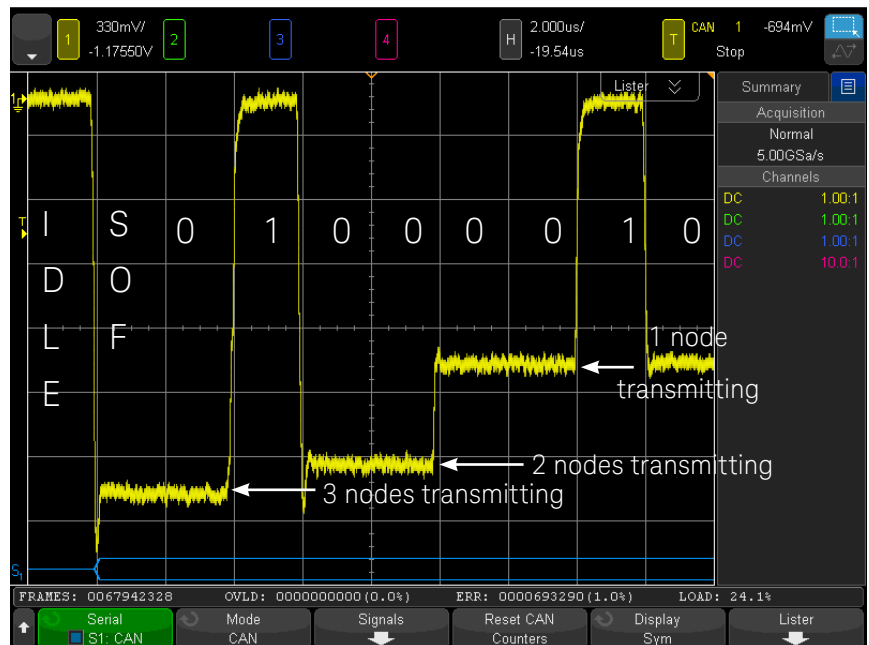 330mV/ 2.000us/ CAN 1 -694mV
1 -1.17550V 2 3 4 H -19.54us T Stop
Lister
Summary
Acquisition
Normal
5.00GSa/s
Channels
DC 1.00:1
DC 1.00:1
DC 1.00:1
DC 10.0:1
1
T
IDLE
SOF
0 1 0 0 0 0 1 0
1 node
transmitting
2 nodes transmitting
3 nodes transmitting
S1
FRAMES: 0067942328 OVLD: 0000000000(0.0%) ERR: 0000693290(1.0%) LOAD: 24.1%
Serial Mode Signals Reset CAN Display Lister
S1: CAN CAN Counters Sym